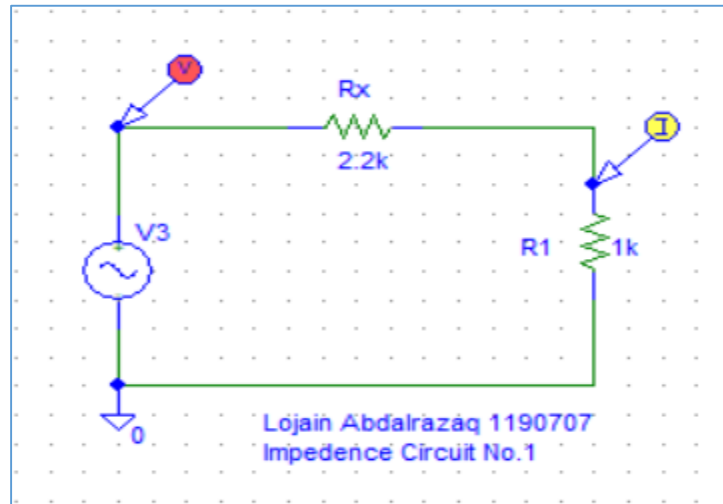 V
Rx
I
2.2k
V3
R1 1k
0
Lojain Abdalrazaq 1190707
Impedence Circuit No.1